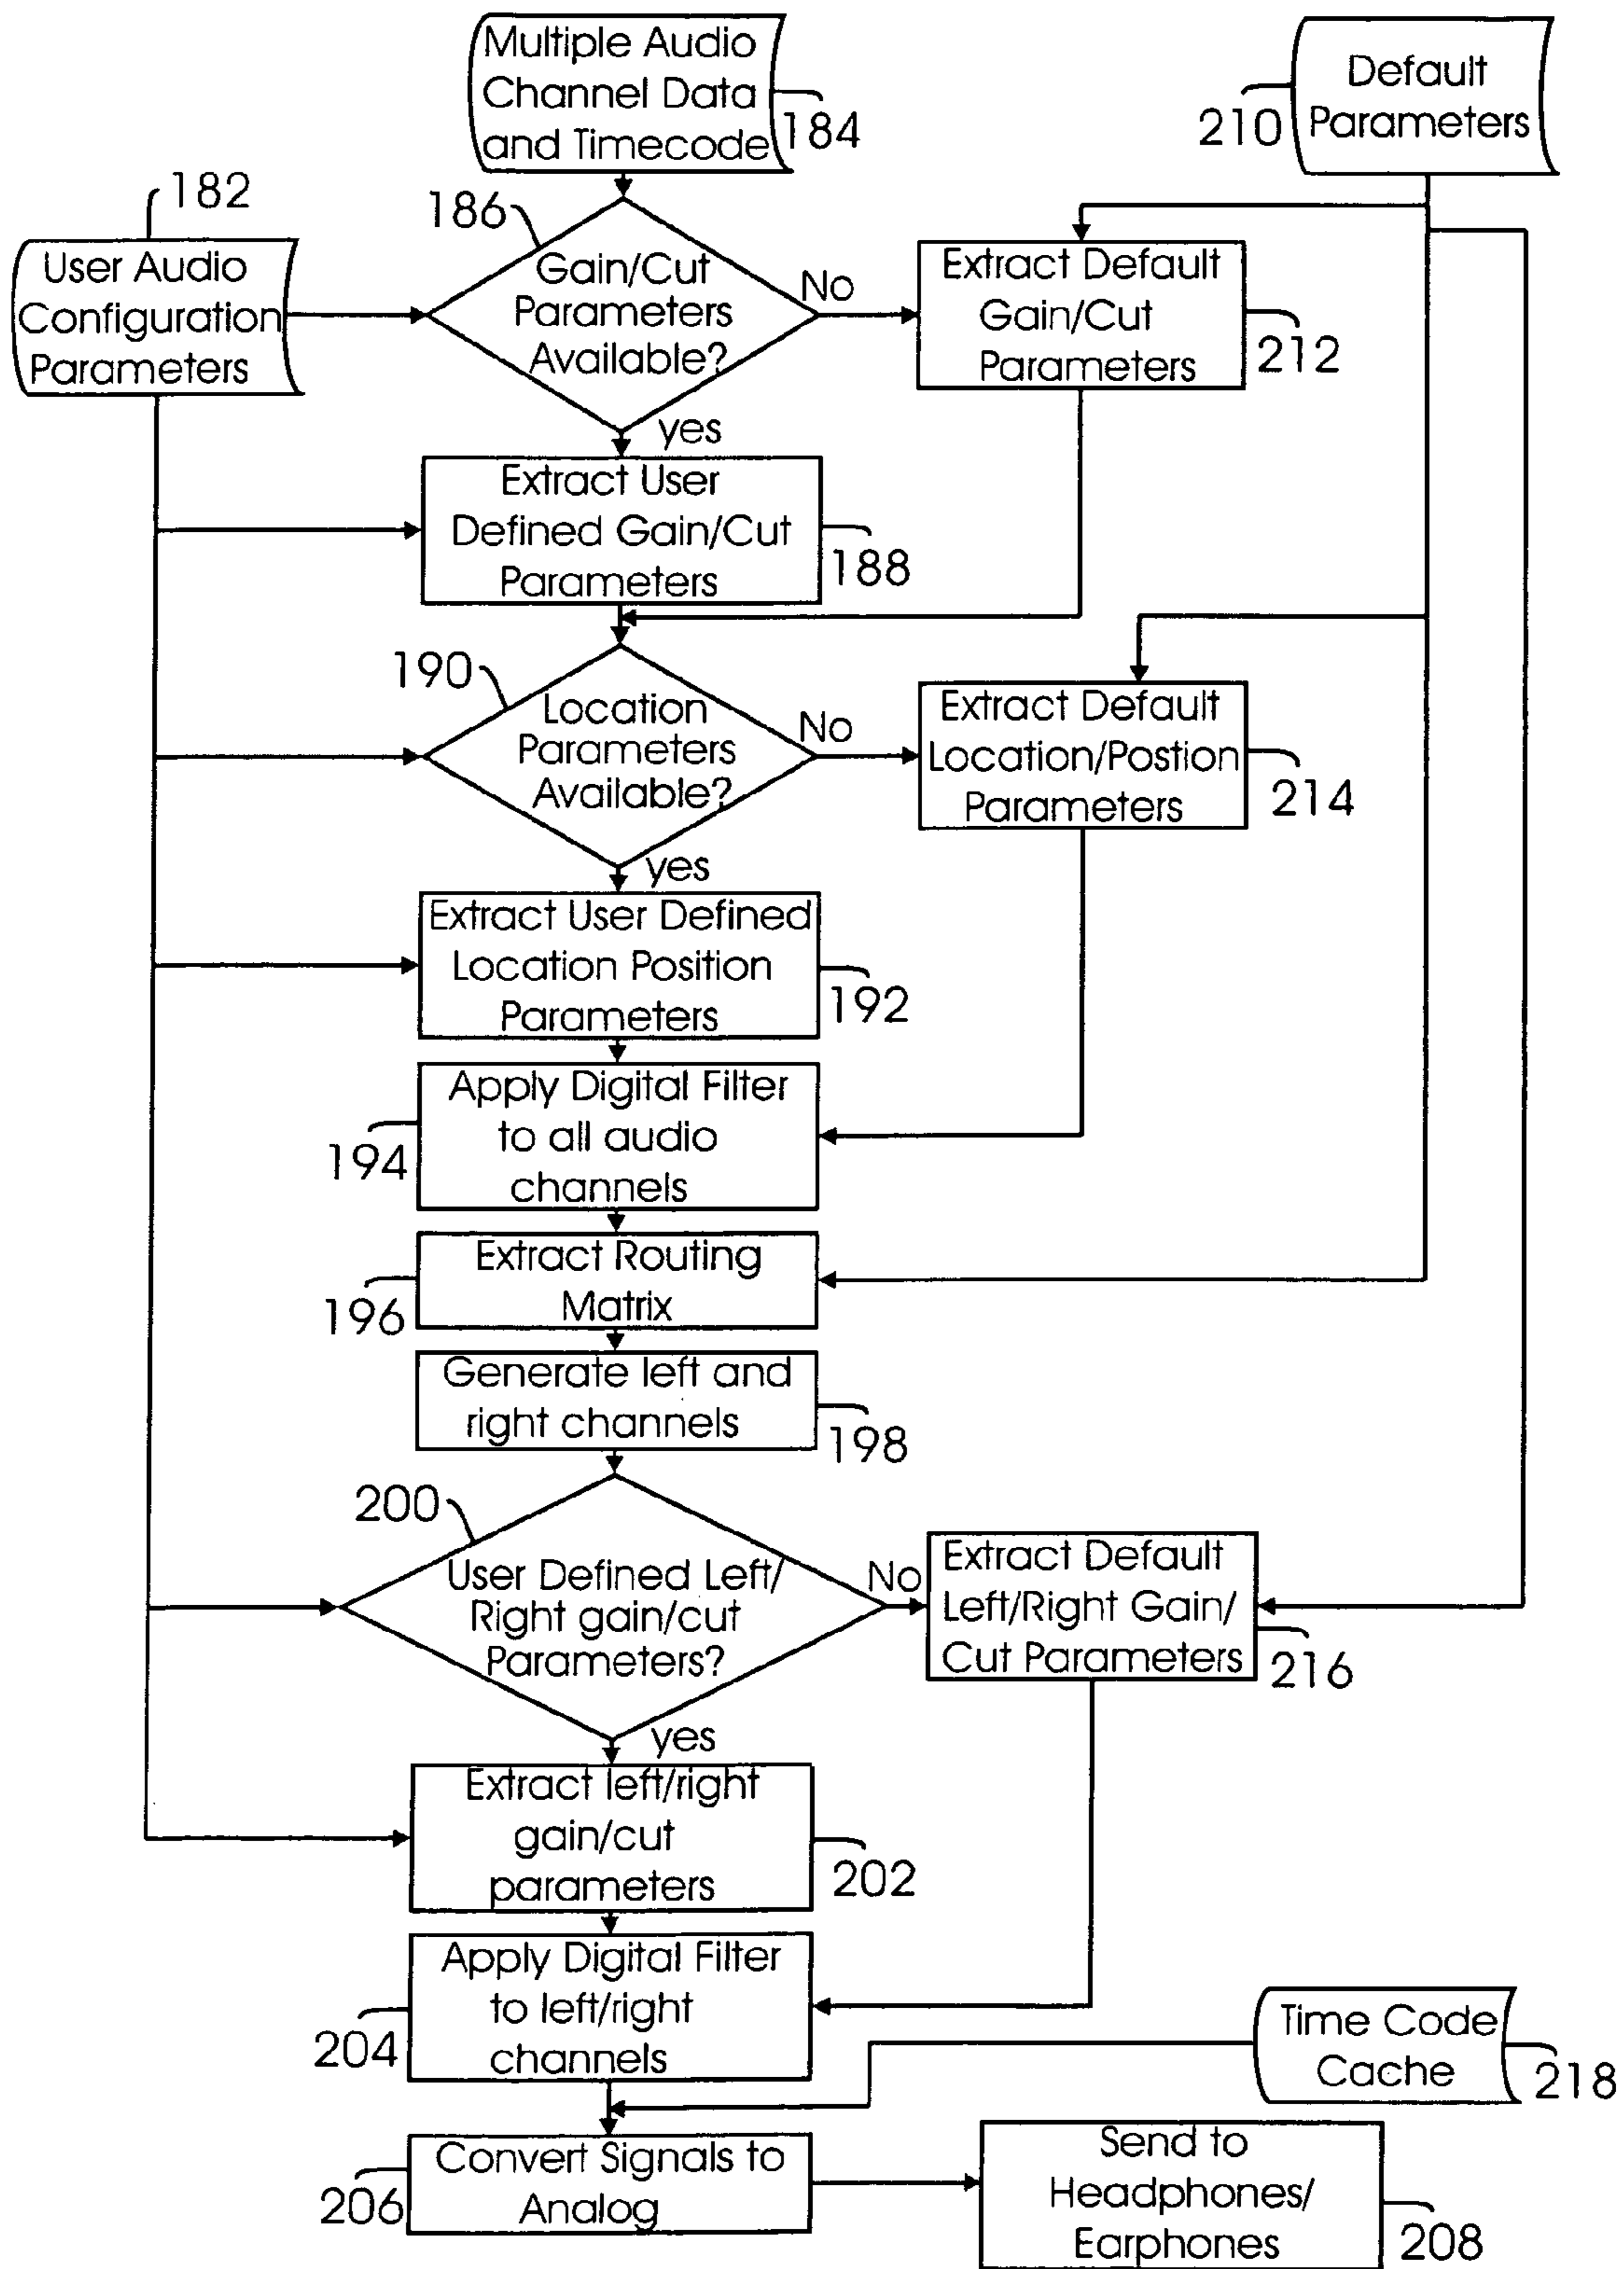 Multiple Audio
Channel Data
and Timecode
184
Default
Parameters
210
182
User Audio
Configuration
Parameters
186
Gain/Cut
Parameters
Available?
No
Extract Default
Gain/Cut
Parameters
212
yes
Extract User
Defined Gain/Cut
Parameters
188
190
Location
Parameters
Available?
No
Extract Default
Location/Postion
Parameters
214
yes
Extract User Defined
Location Position
Parameters
192
Apply Digital Filter
to all audio
channels
194
Extract Routing
Matrix
196
Generate left and
right channels
198
200
User Defined Left/
Right gain/cut
Parameters?
No
Extract Default
Left/Right Gain/
Cut Parameters
216
yes
Extract left/right
gain/cut
parameters
202
Apply Digital Filter
to left/right
channels
204
Time Code
Cache
218
Convert Signals to
Analog
206
Send to
Headphones/
Earphones
208